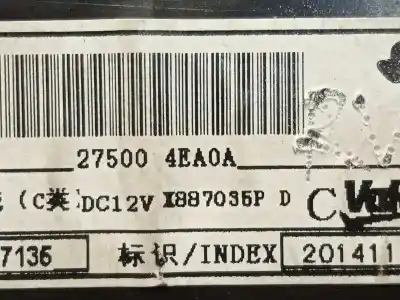 27500 4EA0A
(C类 DC12V X887035P D C
7135 标识/INDEX 201411